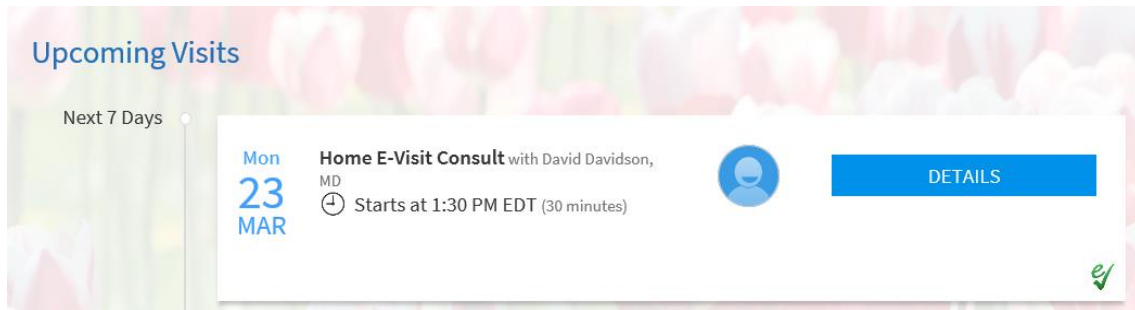 Upcoming Visits
Next 7 Days
Mon
23
MAR
Home E-Visit Consult with David Davidson,
MD
Starts at 1:30 PM EDT (30 minutes)
DETAILS
e